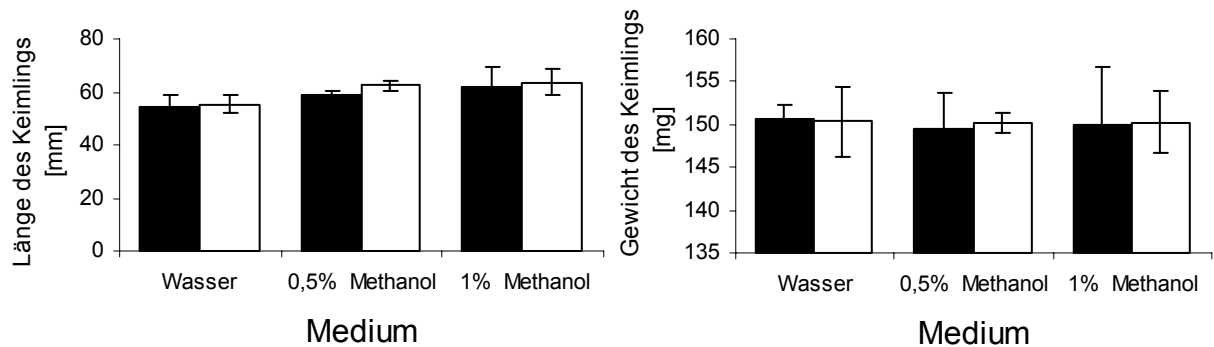 Länge des Keimlings
[mm]
80
60
40
20
0
Wasser
0,5% Methanol
1% Methanol
Medium
Gewicht des Keimlings
[mg]
160
155
150
145
140
135
Wasser
0,5% Methanol
1% Methanol
Medium